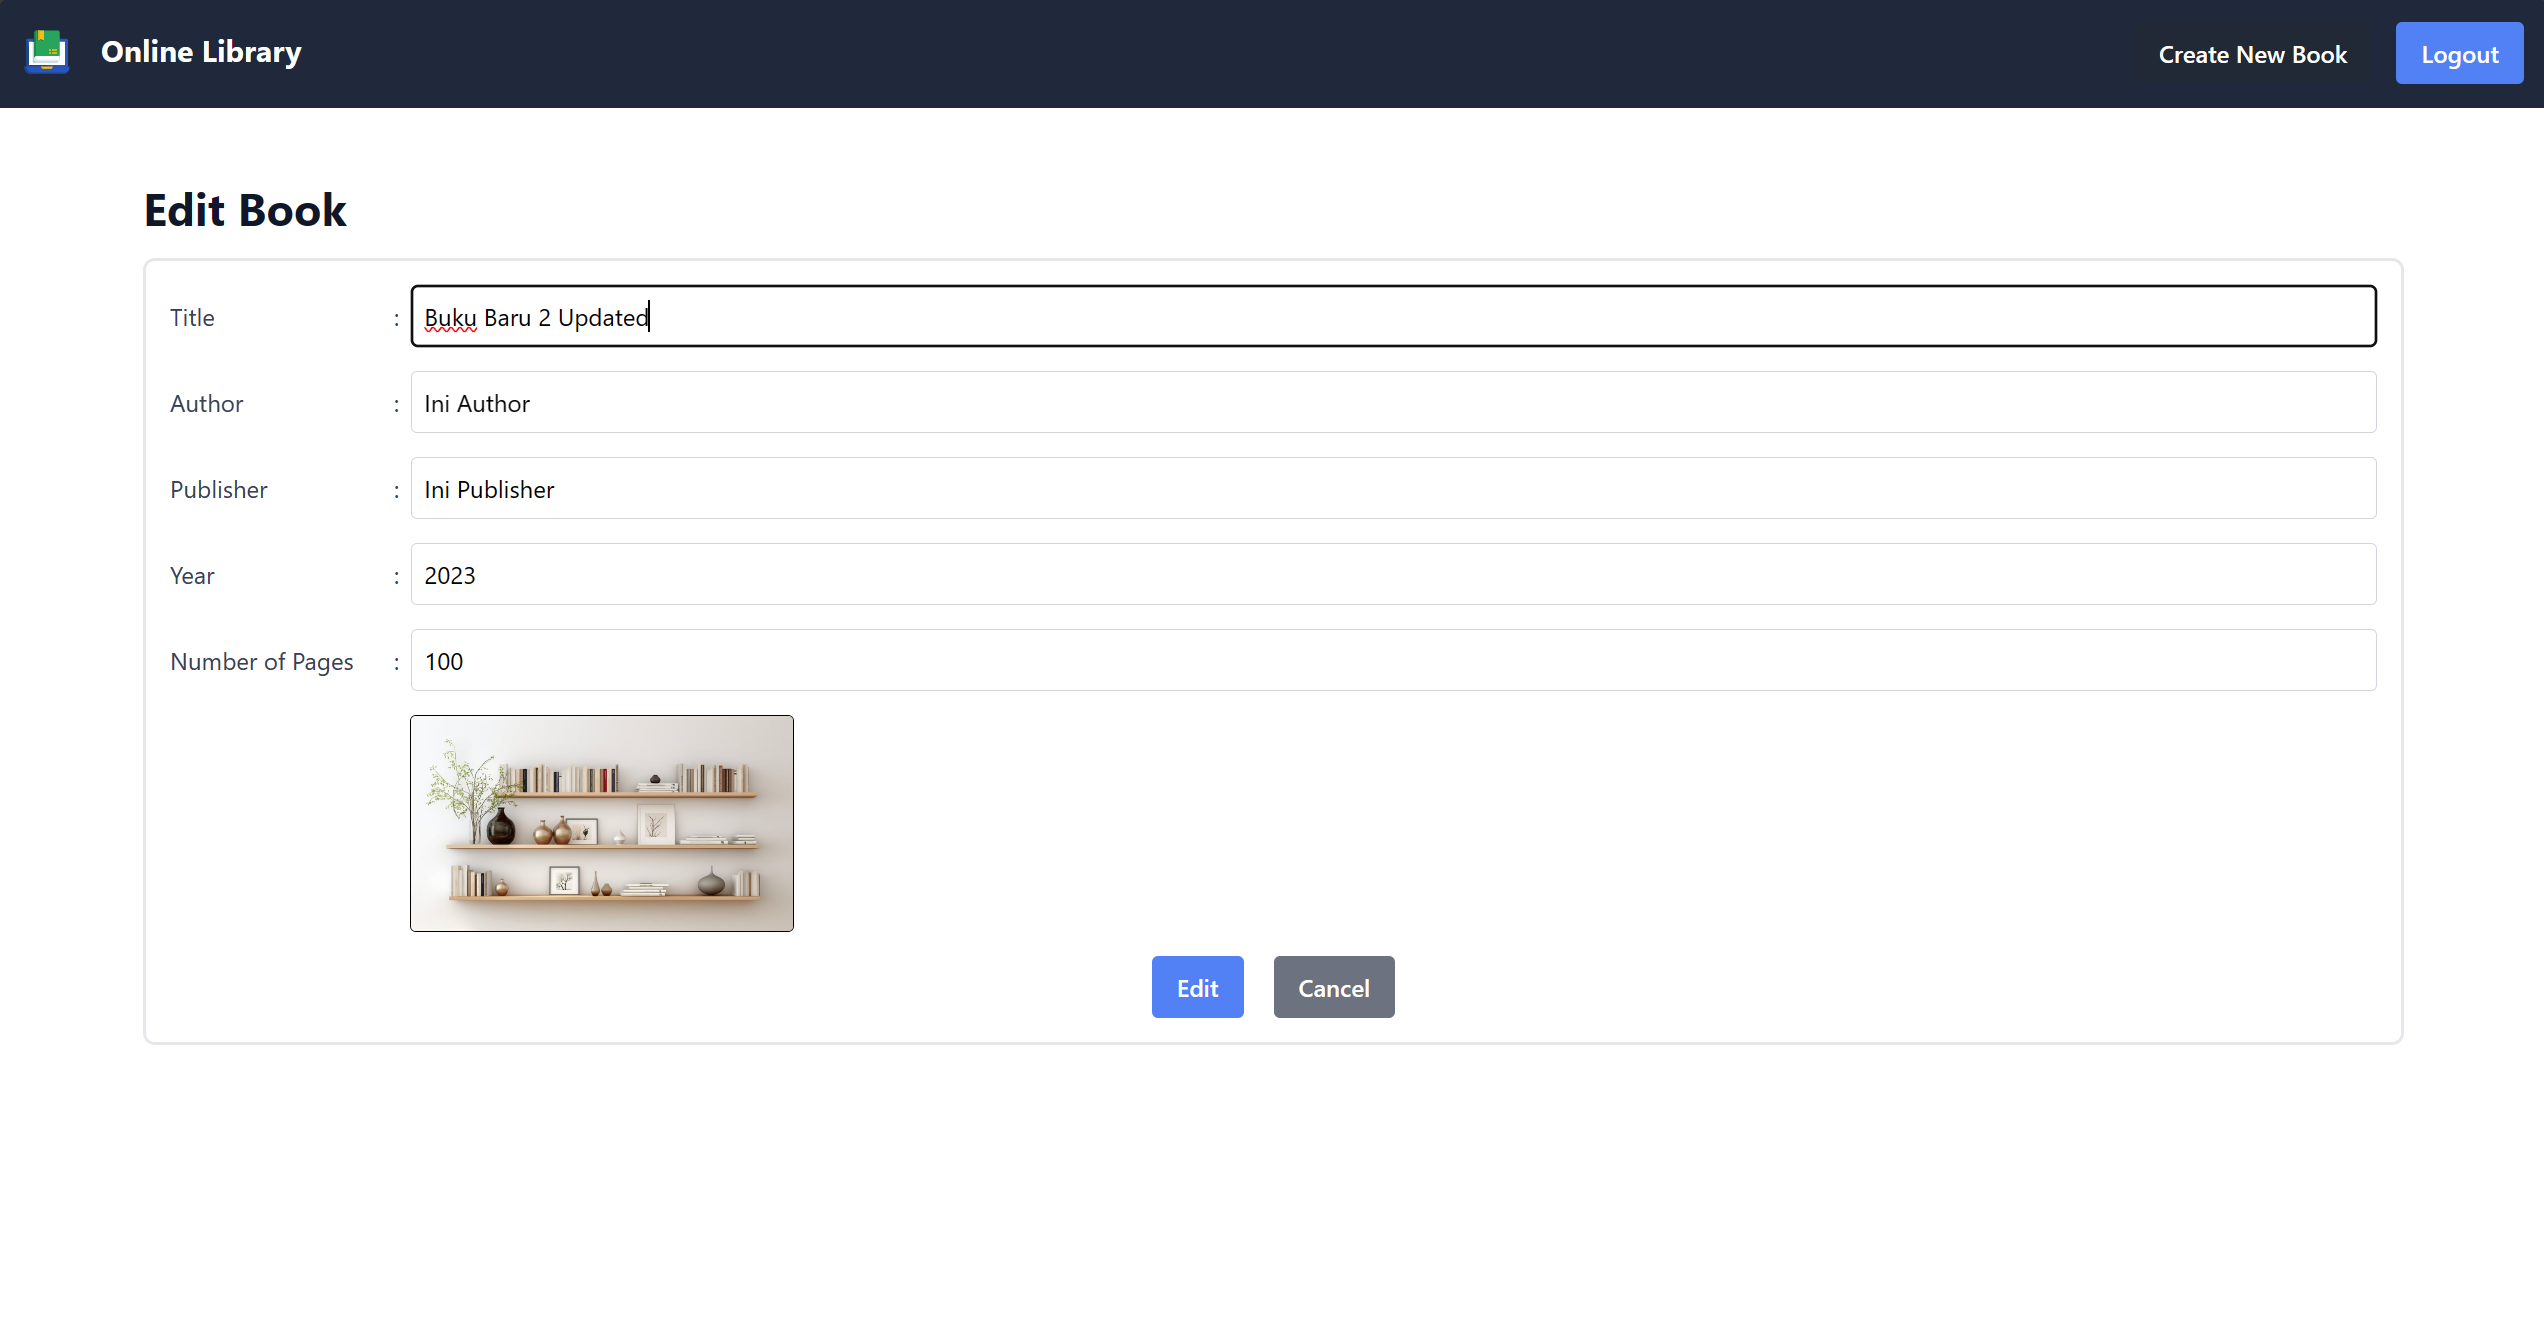 Online Library
Create New Book
Logout
Edit Book
Title : Buku Baru 2 Updated
Author : Ini Author
Publisher : Ini Publisher
Year : 2023
Number of Pages : 100
Edit
Cancel